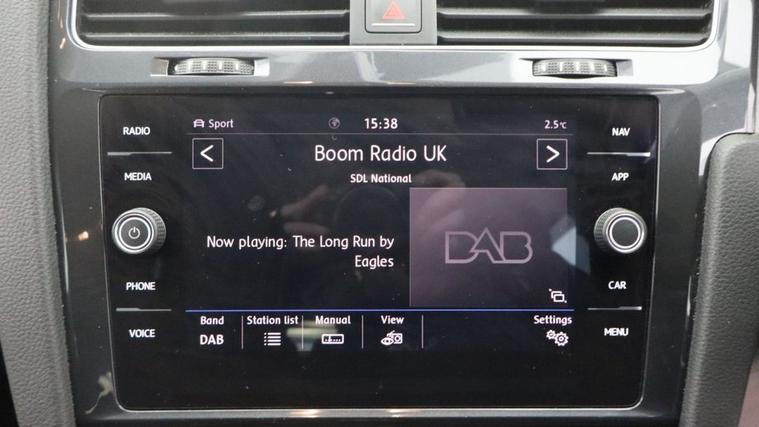 RADIO
Sport 15:38 2.5°C
NAV
Boom Radio UK
MEDIA
SDL National
APP
Now playing: The Long Run by
Eagles
DAB
PHONE
CAR
Band Station list Manual View Settings
VOICE
DAB
MENU